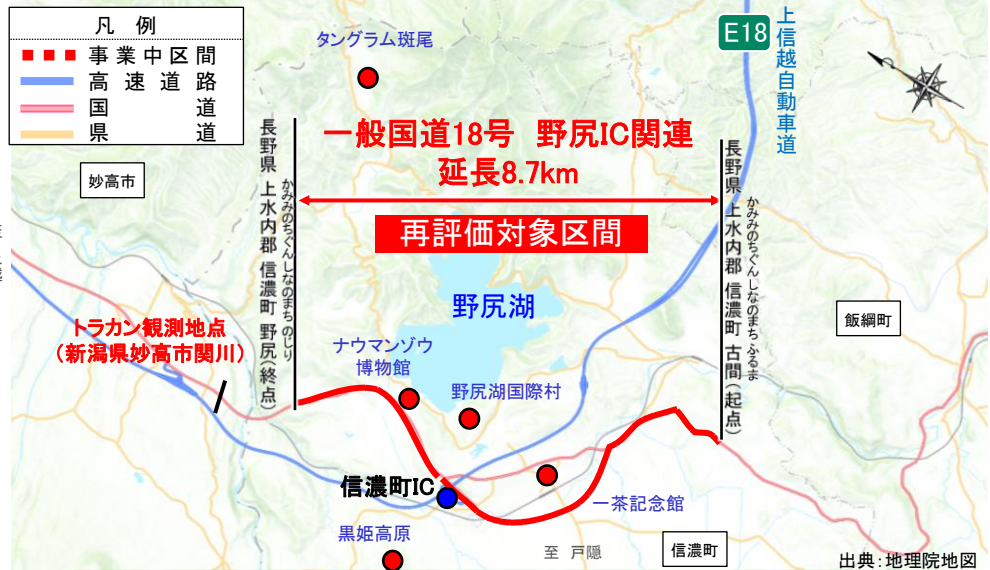 凡例
事業中区間
高速道路
国道
県道
タングラム斑尾
E18
上信越自動車道
一般国道18号 野尻IC関連
延長8.7km
再評価対象区間
妙高市
長野県 上水内郡 信濃町 野尻(終点)
かみみのちぐんしなのまち のじり
長野県 上水内郡 信濃町 古間(起点)
かみみのちぐんしなのまち ふるま
野尻湖
飯綱町
トラカン観測地点
(新潟県妙高市関川)
ナウマンゾウ
博物館
野尻湖国際村
信濃町IC
一茶記念館
黒姫高原
至 戸隠
信濃町
出典:地理院地図